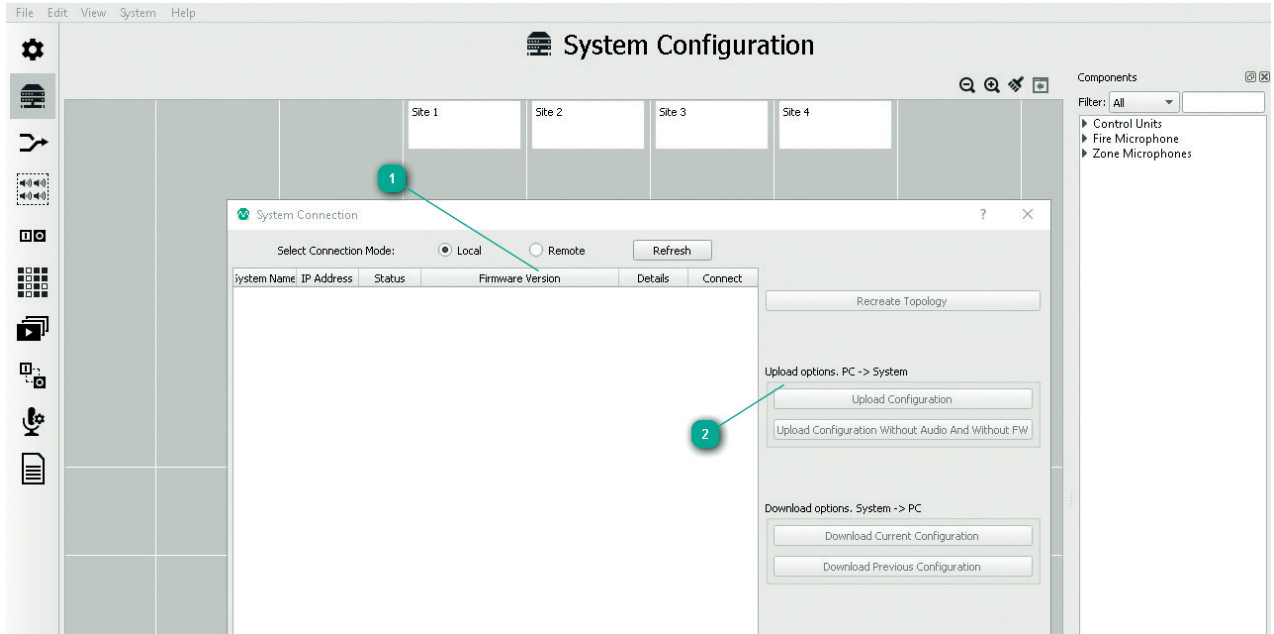 File Edit View System Help
System Configuration
Components
Filter: All
Control Units
Fire Microphone
Zone Microphones
Site 1 Site 2 Site 3 Site 4
1
System Connection ? X
Select Connection Mode: Local Remote Refresh
System Name IP Address Status Firmware Version Details Connect
Recreate Topology
Upload options. PC -> System
Upload Configuration
2
Upload Configuration Without Audio And Without FW
Download options. System -> PC
Download Current Configuration
Download Previous Configuration